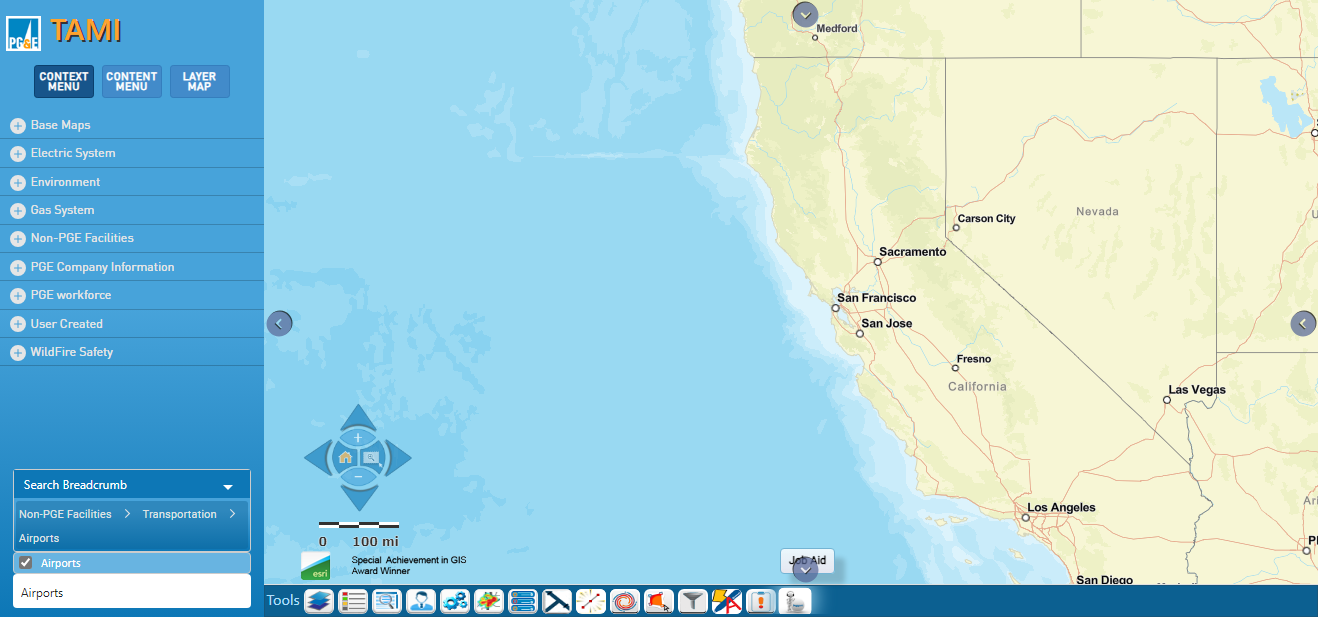 PG&E TAMI
CONTEXT MENU
CONTENT MENU
LAYER MAP
Base Maps
Electric System
Environment
Gas System
Non-PGE Facilities
PGE Company Information
PGE workforce
User Created
WildFire Safety
Search Breadcrumb
Non-PGE Facilities > Transportation >
Airports
Airports
Airports
Medford
Carson City
Nevada
Sacramento
San Francisco
San Jose
Fresno
California
Las Vegas
Los Angeles
San Diego
0 100 mi
esri
Special Achievement in GIS
Award Winner
Job Aid
Tools